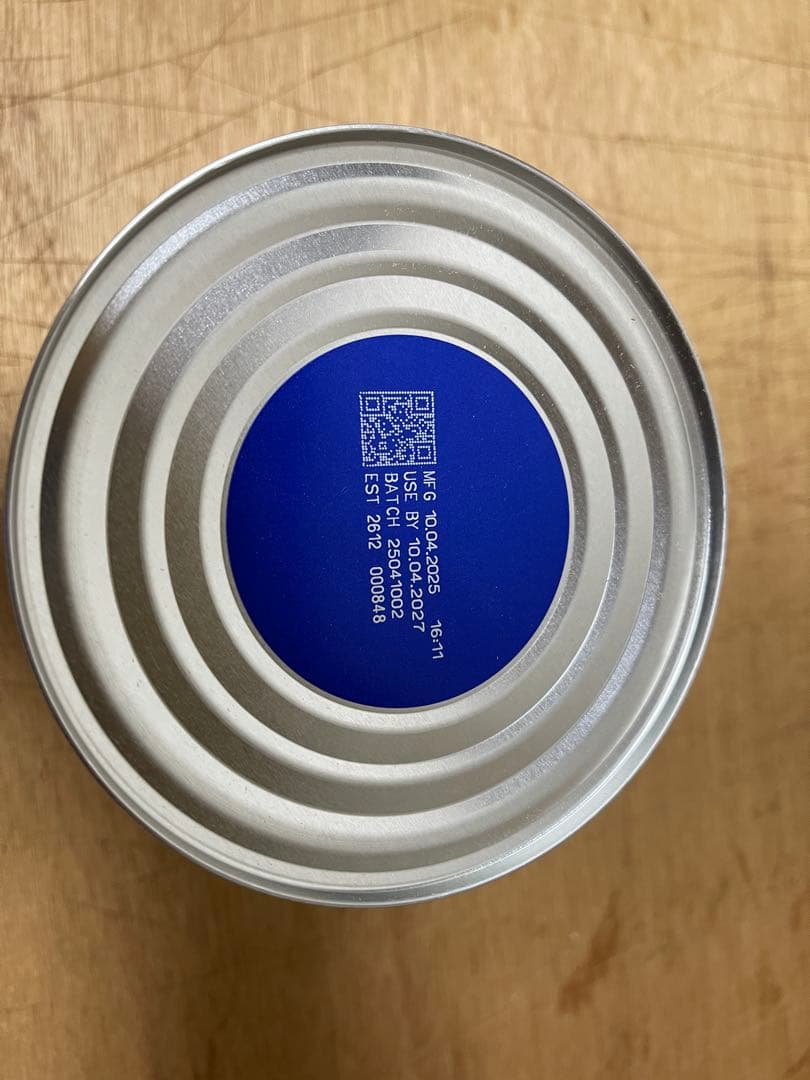 MFG 10.04.2025 16:11
USE BY 10.04.2027
BATCH 25041002
EST 2612 000848